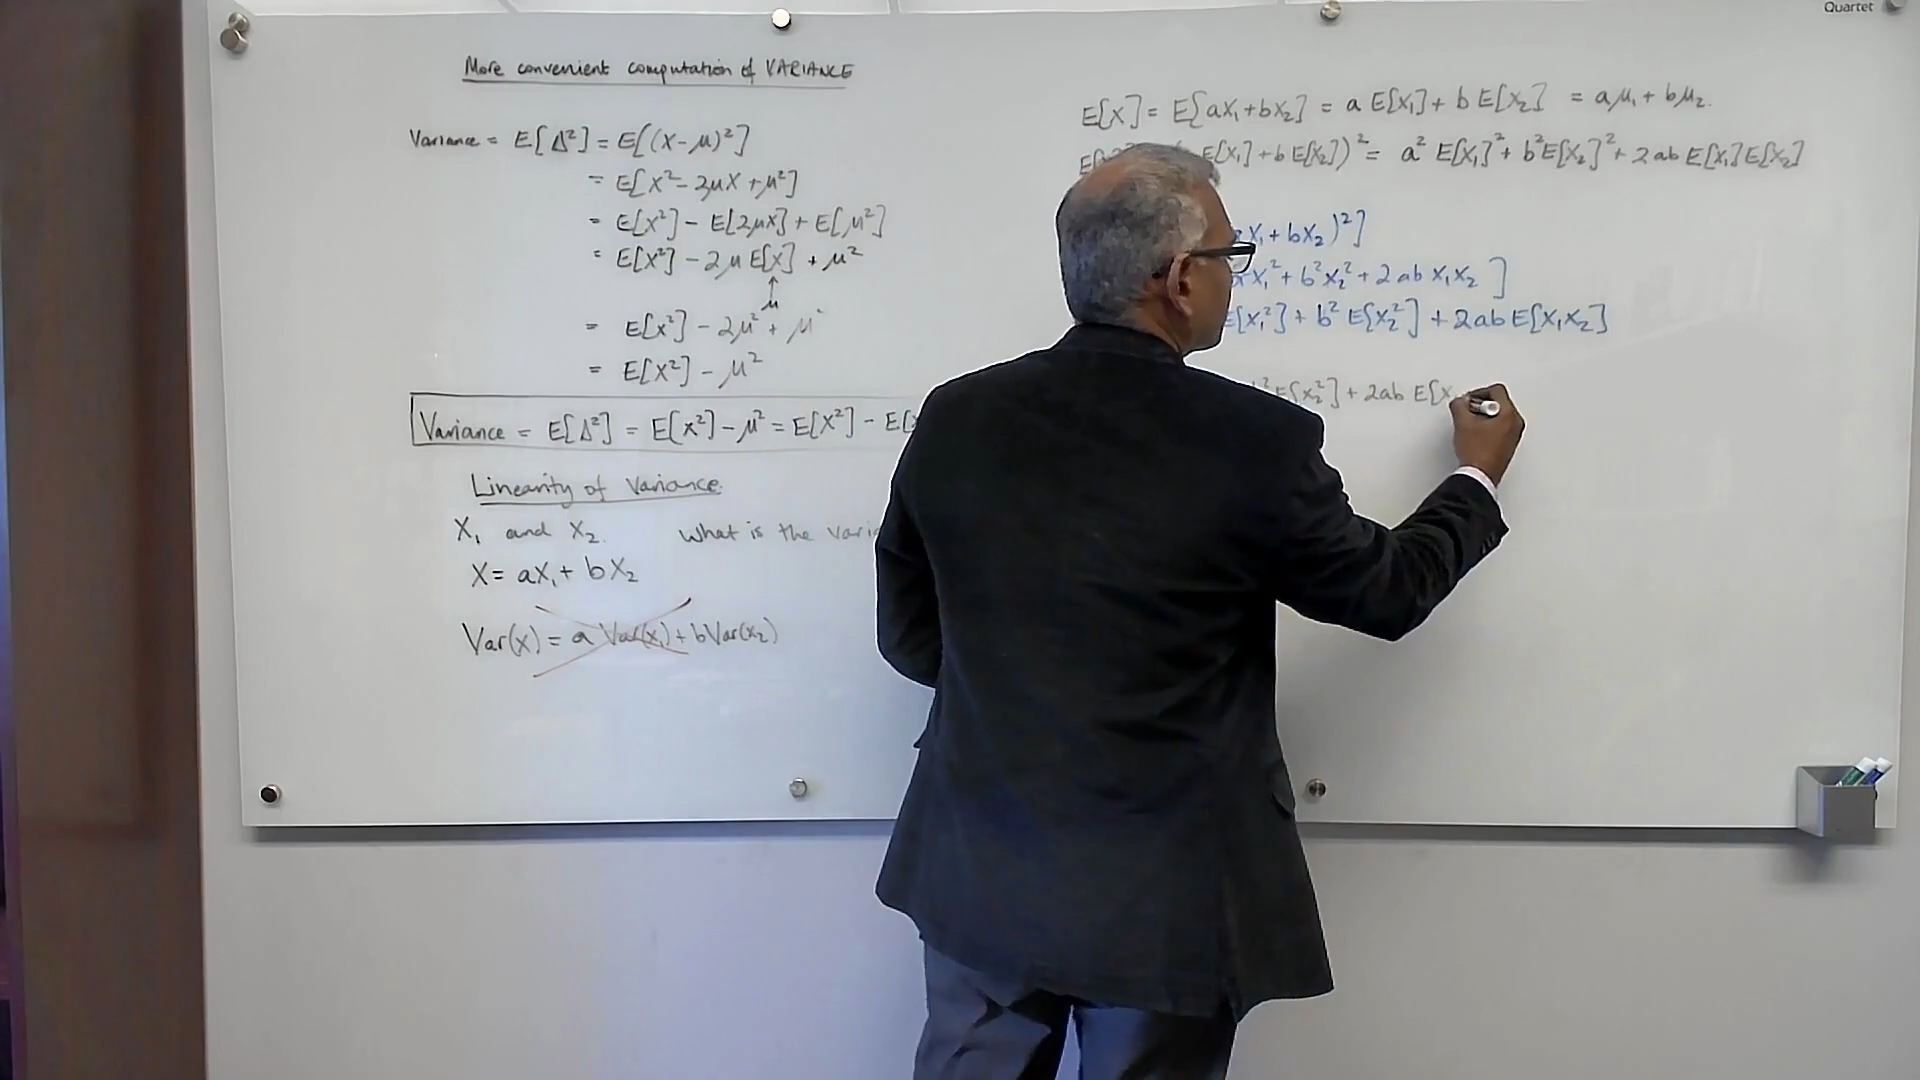 Quartet
More convenient computation of VARIANCE
Variance = E[Δ²] = E[(X-μ)²]
= E[X² - 2μX + μ²]
= E[X²] - E[2μX] + E[μ²]
= E[X²] - 2μ E[X] + μ²
↑
μ
= E[X²] - 2μ² + μ²
= E[X²] - μ²
Variance = E[Δ²] = E[X²] - μ² = E[X²] - E[
Linearity of Variance.
X₁ and X₂. What is the vari
X = aX₁ + bX₂
Var(X) = a Var(X₁) + bVar(X₂)
E[X] = E[aX₁+bX₂] = a E[X₁] + b E[X₂] = aμ₁ + bμ₂.
E[X₁] + b E[X₂])² = a² E[X₁]² + b²E[X₂]² + 2ab E[X₁]E[X₂]
X₁ + bX₂)²]
X₁² + b²X₂² + 2ab X₁X₂ ]
E[X₁²] + b² E[X₂²] + 2ab E[X₁X₂]
E[X₂²] + 2ab E[X